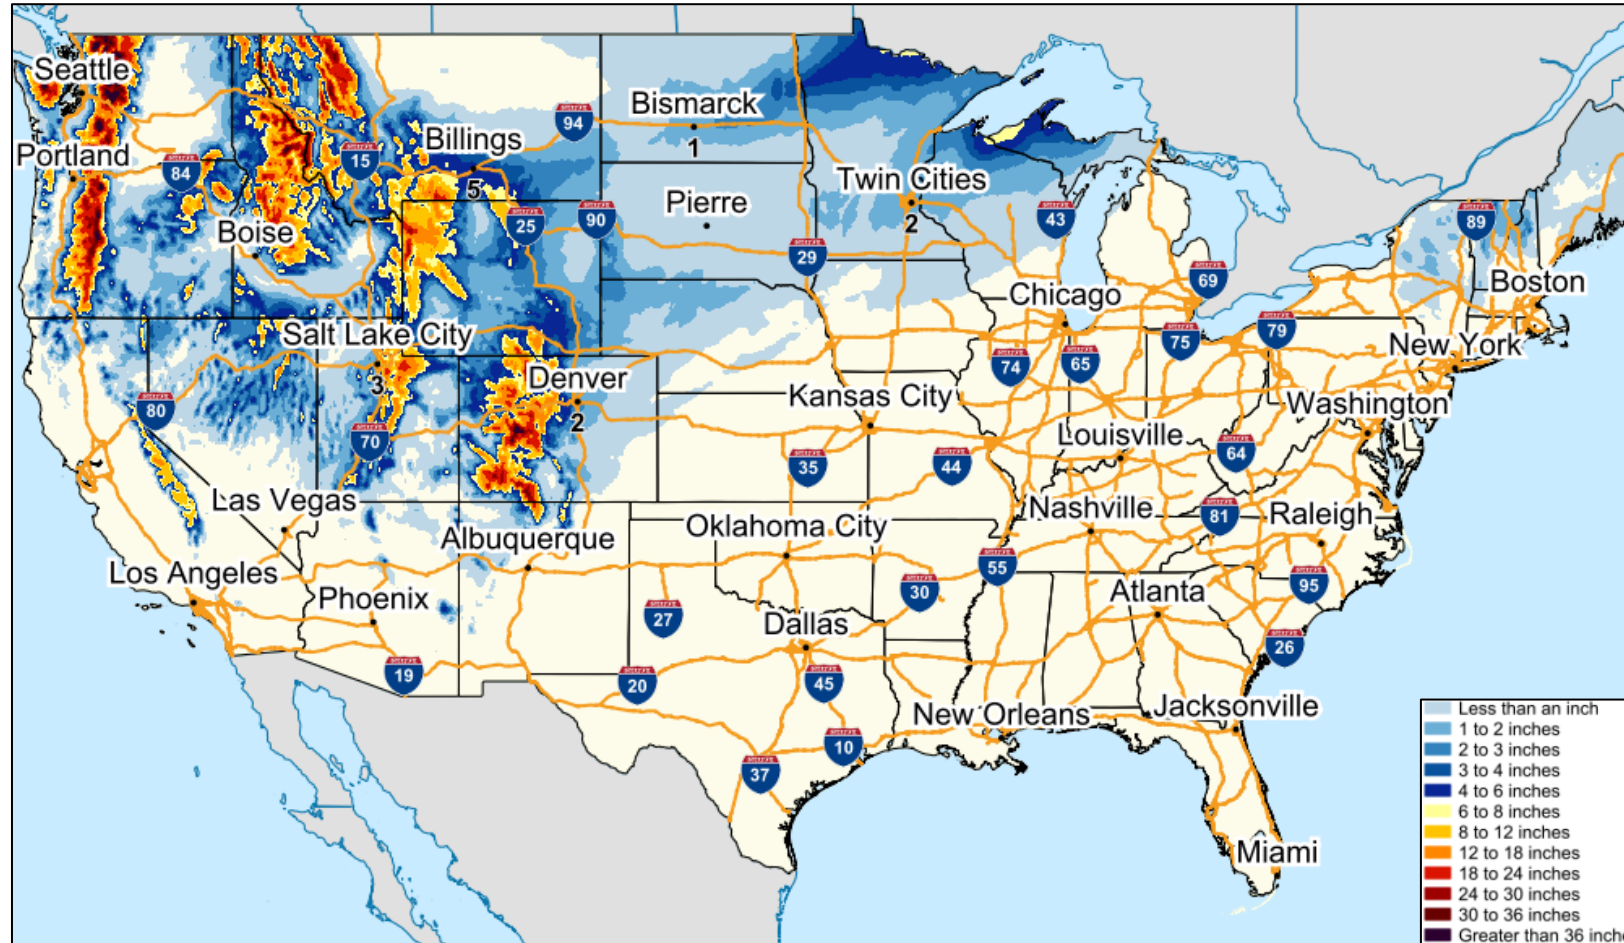 Seattle
Portland
84
15
Billings
94
Bismarck
1
5
Boise
25
90
Pierre
Twin Cities
2
29
43
69
89
Boston
Salt Lake City
3
80
70
Denver
2
Chicago
74
65
75
79
New York
Kansas City
35
44
Louisville
64
Washington
Las Vegas
Albuquerque
Oklahoma City
Nashville
81
Raleigh
Los Angeles
Phoenix
19
27
20
Dallas
45
30
55
Atlanta
95
26
New Orleans
Jacksonville
10
37
Miami
Less than an inch
1 to 2 inches
2 to 3 inches
3 to 4 inches
4 to 6 inches
6 to 8 inches
8 to 12 inches
12 to 18 inches
18 to 24 inches
24 to 30 inches
30 to 36 inches
Greater than 36 inch